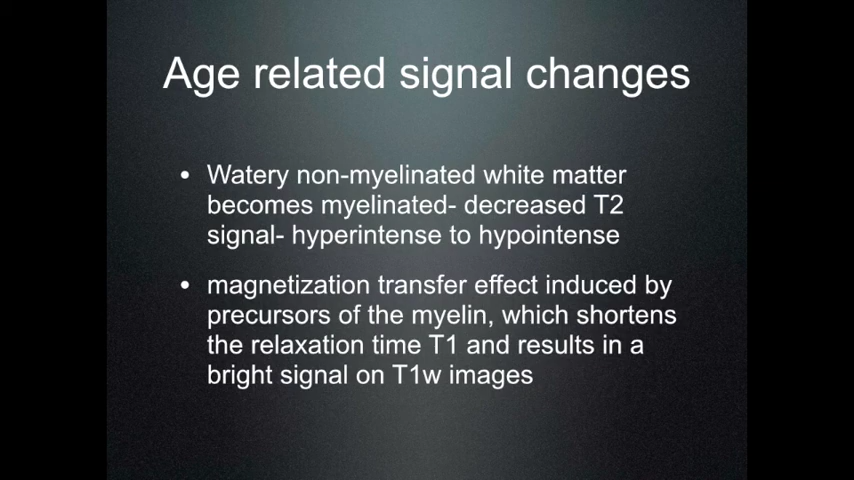 Age related signal changes
• Watery non-myelinated white matter
becomes myelinated- decreased T2
signal- hyperintense to hypointense
• magnetization transfer effect induced by
precursors of the myelin, which shortens
the relaxation time T1 and results in a
bright signal on T1w images